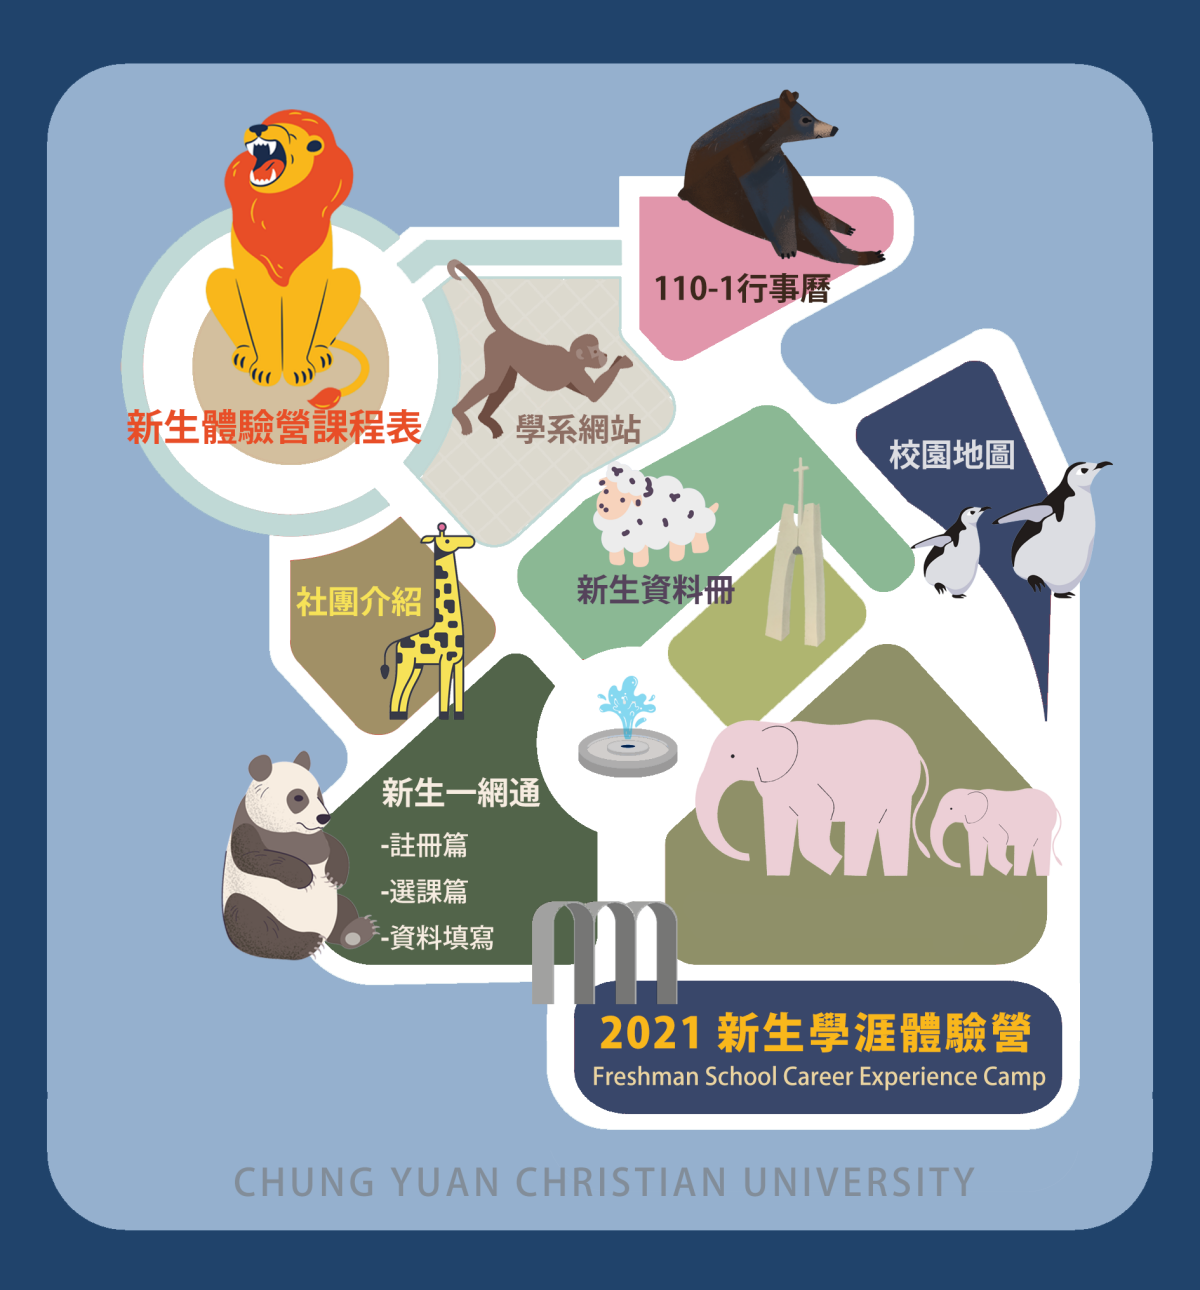 110-1行事曆
新生體驗營課程表
學系網站
校園地圖
新生資料冊
社團介紹
新生一網通
-註冊篇
-選課篇
-資料填寫
2021 新生學涯體驗營
Freshman School Career Experience Camp
CHUNG YUAN CHRISTIAN UNIVERSITY